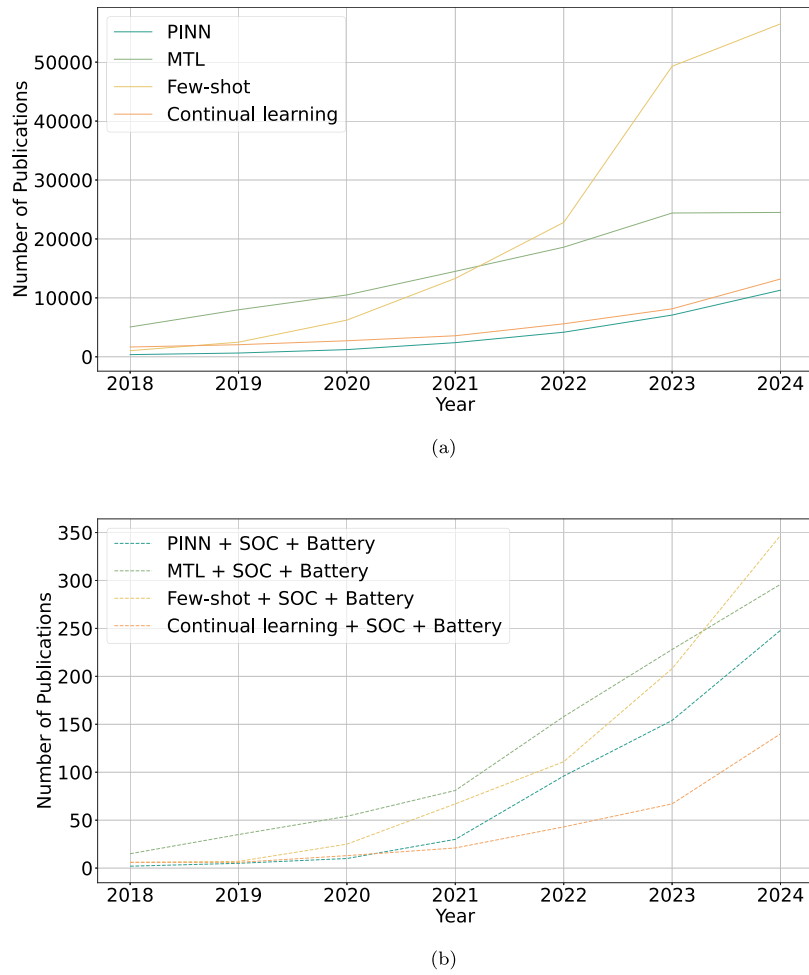 PINN
MTL
Few-shot
Continual learning
50000
40000
30000
20000
10000
0
Number of Publications
2018 2019 2020 2021 2022 2023 2024
Year
(a)
PINN + SOC + Battery
MTL + SOC + Battery
Few-shot + SOC + Battery
Continual learning + SOC + Battery
350
300
250
200
150
100
50
0
Number of Publications
2018 2019 2020 2021 2022 2023 2024
Year
(b)